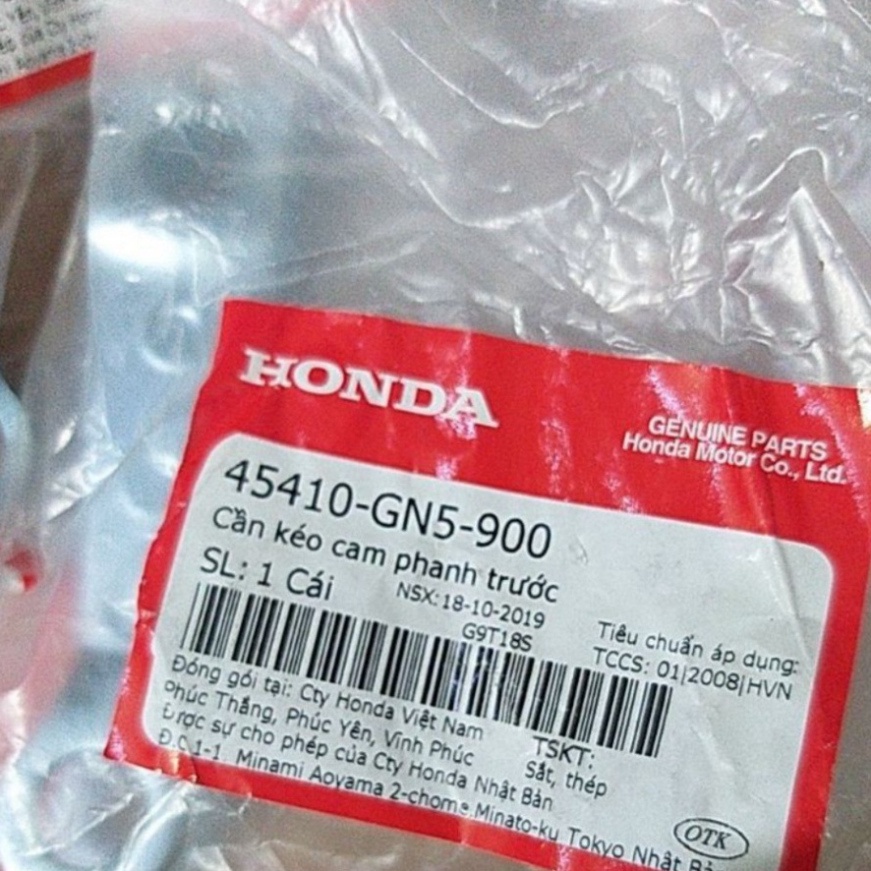 HONDA
GENUINE PARTS
Honda Motor Co., Ltd.
45410-GN5-900
Cần kéo cam phanh trước
SL: 1 Cái
NSX: 18-10-2019
G9T18S
Tiêu chuẩn áp dụng:
TCCS: 01|2008|HVN
Đóng gói tại: Cty Honda Việt Nam
Phúc Thắng, Phúc Yên, Vĩnh Phúc
Được sự cho phép của Cty Honda Nhật Bản
Đ.C 1-1. Minami Aoyama 2-chome.Minato-ku Tokyo Nhật Bả
TSKT:
Sắt, thép
OTK